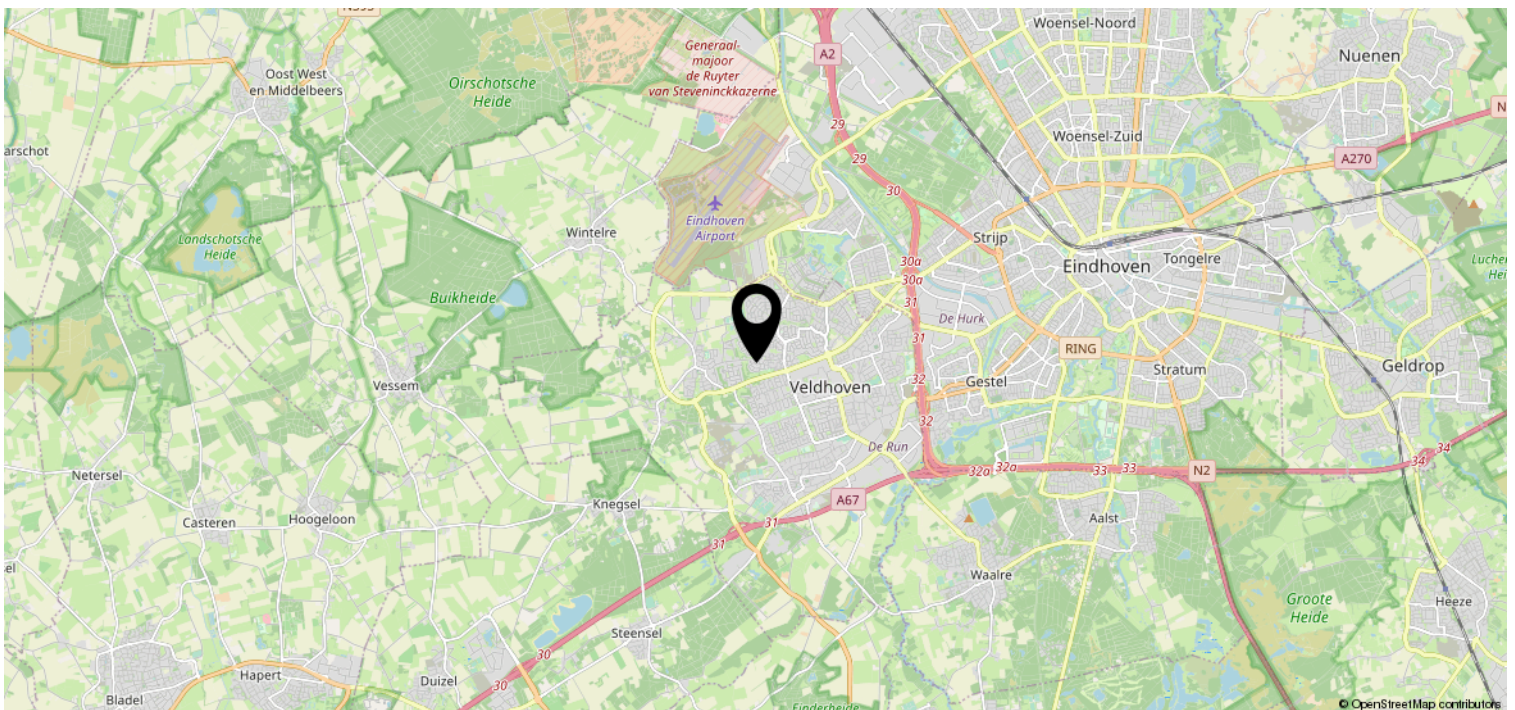 Woensel-Noord
Nuenen
A2
Generaal-
majoor
de Ruyter
van Steveninckkazerne
Oost West
en Middelbeers
Oirschotsche
Heide
29
29
Woensel-Zuid
A270
30
Landschotsche
Heide
Wintelre
Eindhoven
Airport
Strijp
Eindhoven
Tongelre
30a
30a
Buikheide
31
De Hurk
31
RING
Geldrop
Stratum
Vessem
Veldhoven
32
Gestel
32
De Run
34
34
Netersel
32a
32a
33
33
N2
Knegsel
A67
Casteren
Hoogeloon
31
31
Aalst
Waalre
Groote
Heide
Heeze
Steensel
30
30
Bladel
Hapert
Duizel
© OpenStreetMap contributors